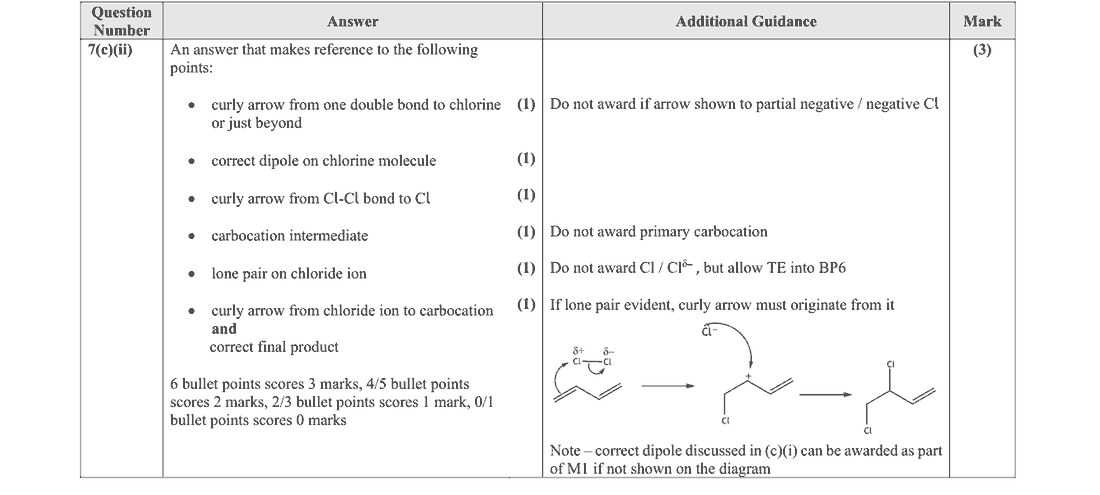 Question Number
Answer
Additional Guidance
Mark
7(c)(ii)
An answer that makes reference to the following
points:
(3)
• curly arrow from one double bond to chlorine (1)
or just beyond
Do not award if arrow shown to partial negative / negative Cl
• correct dipole on chlorine molecule (1)
• curly arrow from Cl-Cl bond to Cl (1)
• carbocation intermediate (1)
Do not award primary carbocation
• lone pair on chloride ion (1)
Do not award Cl / Clδ− , but allow TE into BP6
• curly arrow from chloride ion to carbocation (1)
and
correct final product
If lone pair evident, curly arrow must originate from it
6 bullet points scores 3 marks, 4/5 bullet points
scores 2 marks, 2/3 bullet points scores 1 mark, 0/1
bullet points scores 0 marks
Cl−
δ+ δ−
Cl Cl
+
Cl
Cl
Cl
Note – correct dipole discussed in (c)(i) can be awarded as part
of M1 if not shown on the diagram